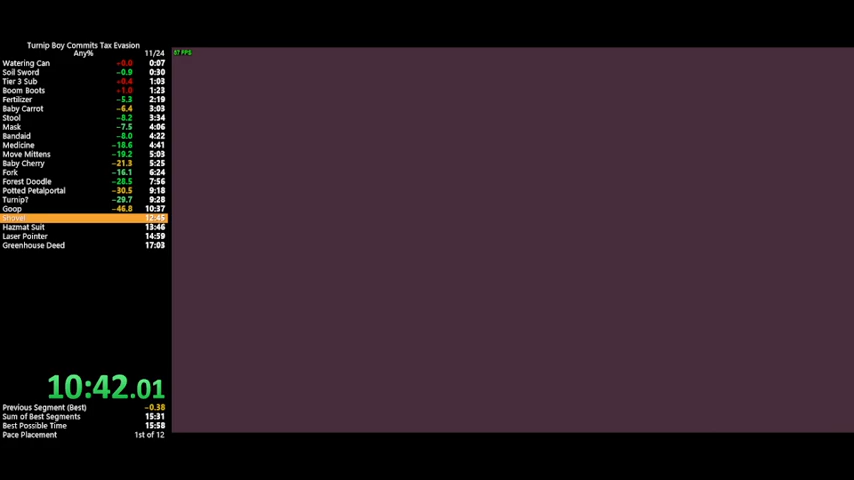 Turnip Boy Commits Tax Evasion
Any% 11/24
57 FPS
Watering Can +0.0 0:07
Soil Sword −0.9 0:30
Tier 3 Sub +0.4 1:03
Boom Boots +1.0 1:23
Fertilizer −5.3 2:19
Baby Carrot −6.4 3:03
Stool −8.2 3:34
Mask −7.5 4:06
Bandaid −8.0 4:22
Medicine −18.6 4:41
Move Mittens −19.2 5:03
Baby Cherry −21.3 5:25
Fork −16.1 6:24
Forest Doodle −28.5 7:56
Potted Petalportal −30.5 9:18
Turnip? −29.7 9:28
Goop −46.8 10:37
Shovel 12:45
Hazmat Suit 13:46
Laser Pointer 14:59
Greenhouse Deed 17:03
10:42.01
Previous Segment (Best) −0.38
Sum of Best Segments 15:31
Best Possible Time 15:58
Pace Placement 1st of 12